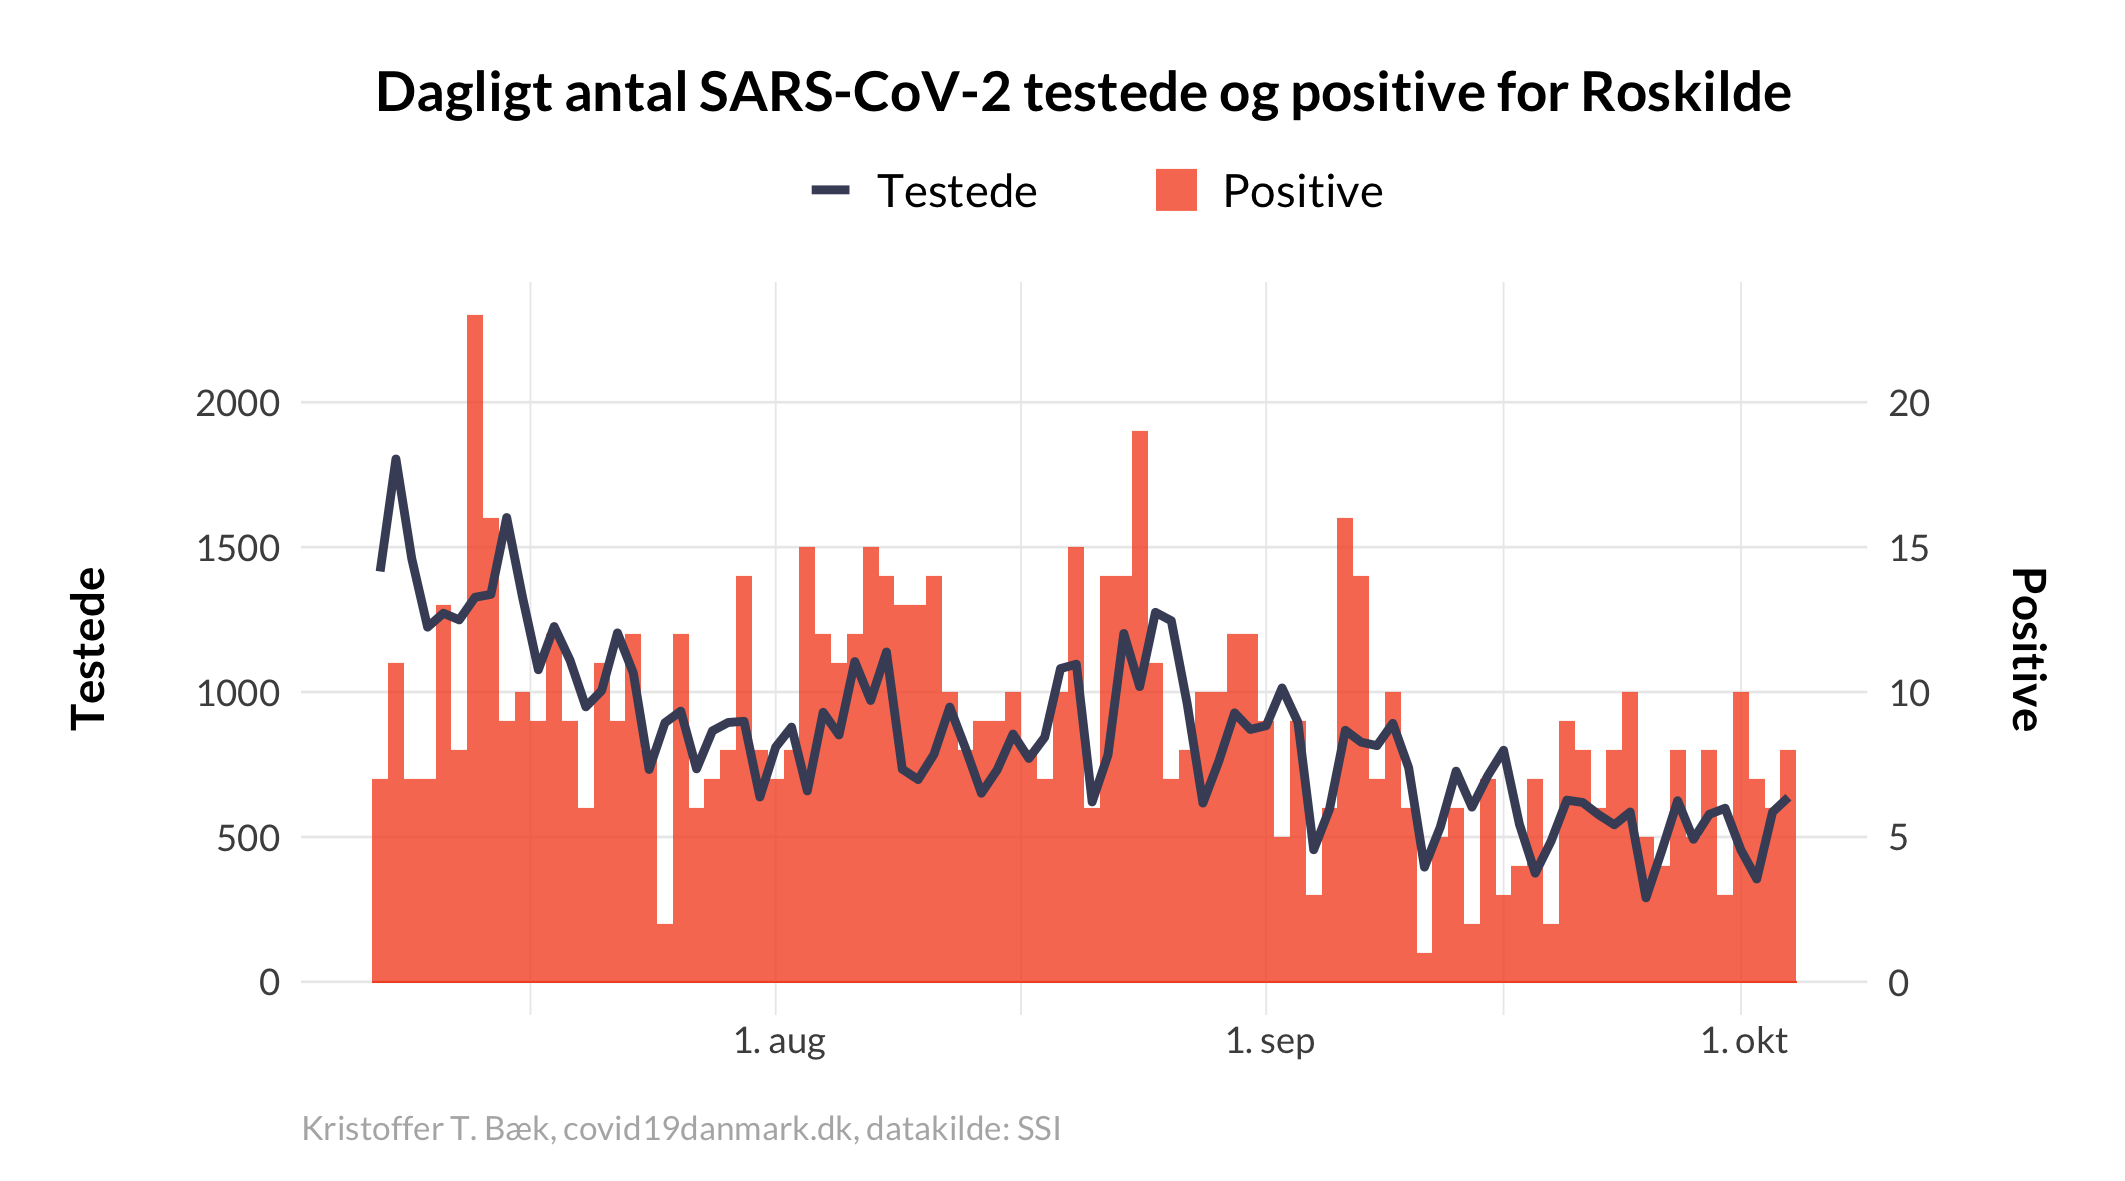 Dagligt antal SARS-CoV-2 testede og positive for Roskilde
Testede
Positive
2000
1500
1000
500
0
Testede
20
15
10
5
0
Positive
1. aug
1. sep
1. okt
Kristoffer T. Bæk, covid19danmark.dk, datakilde: SSI